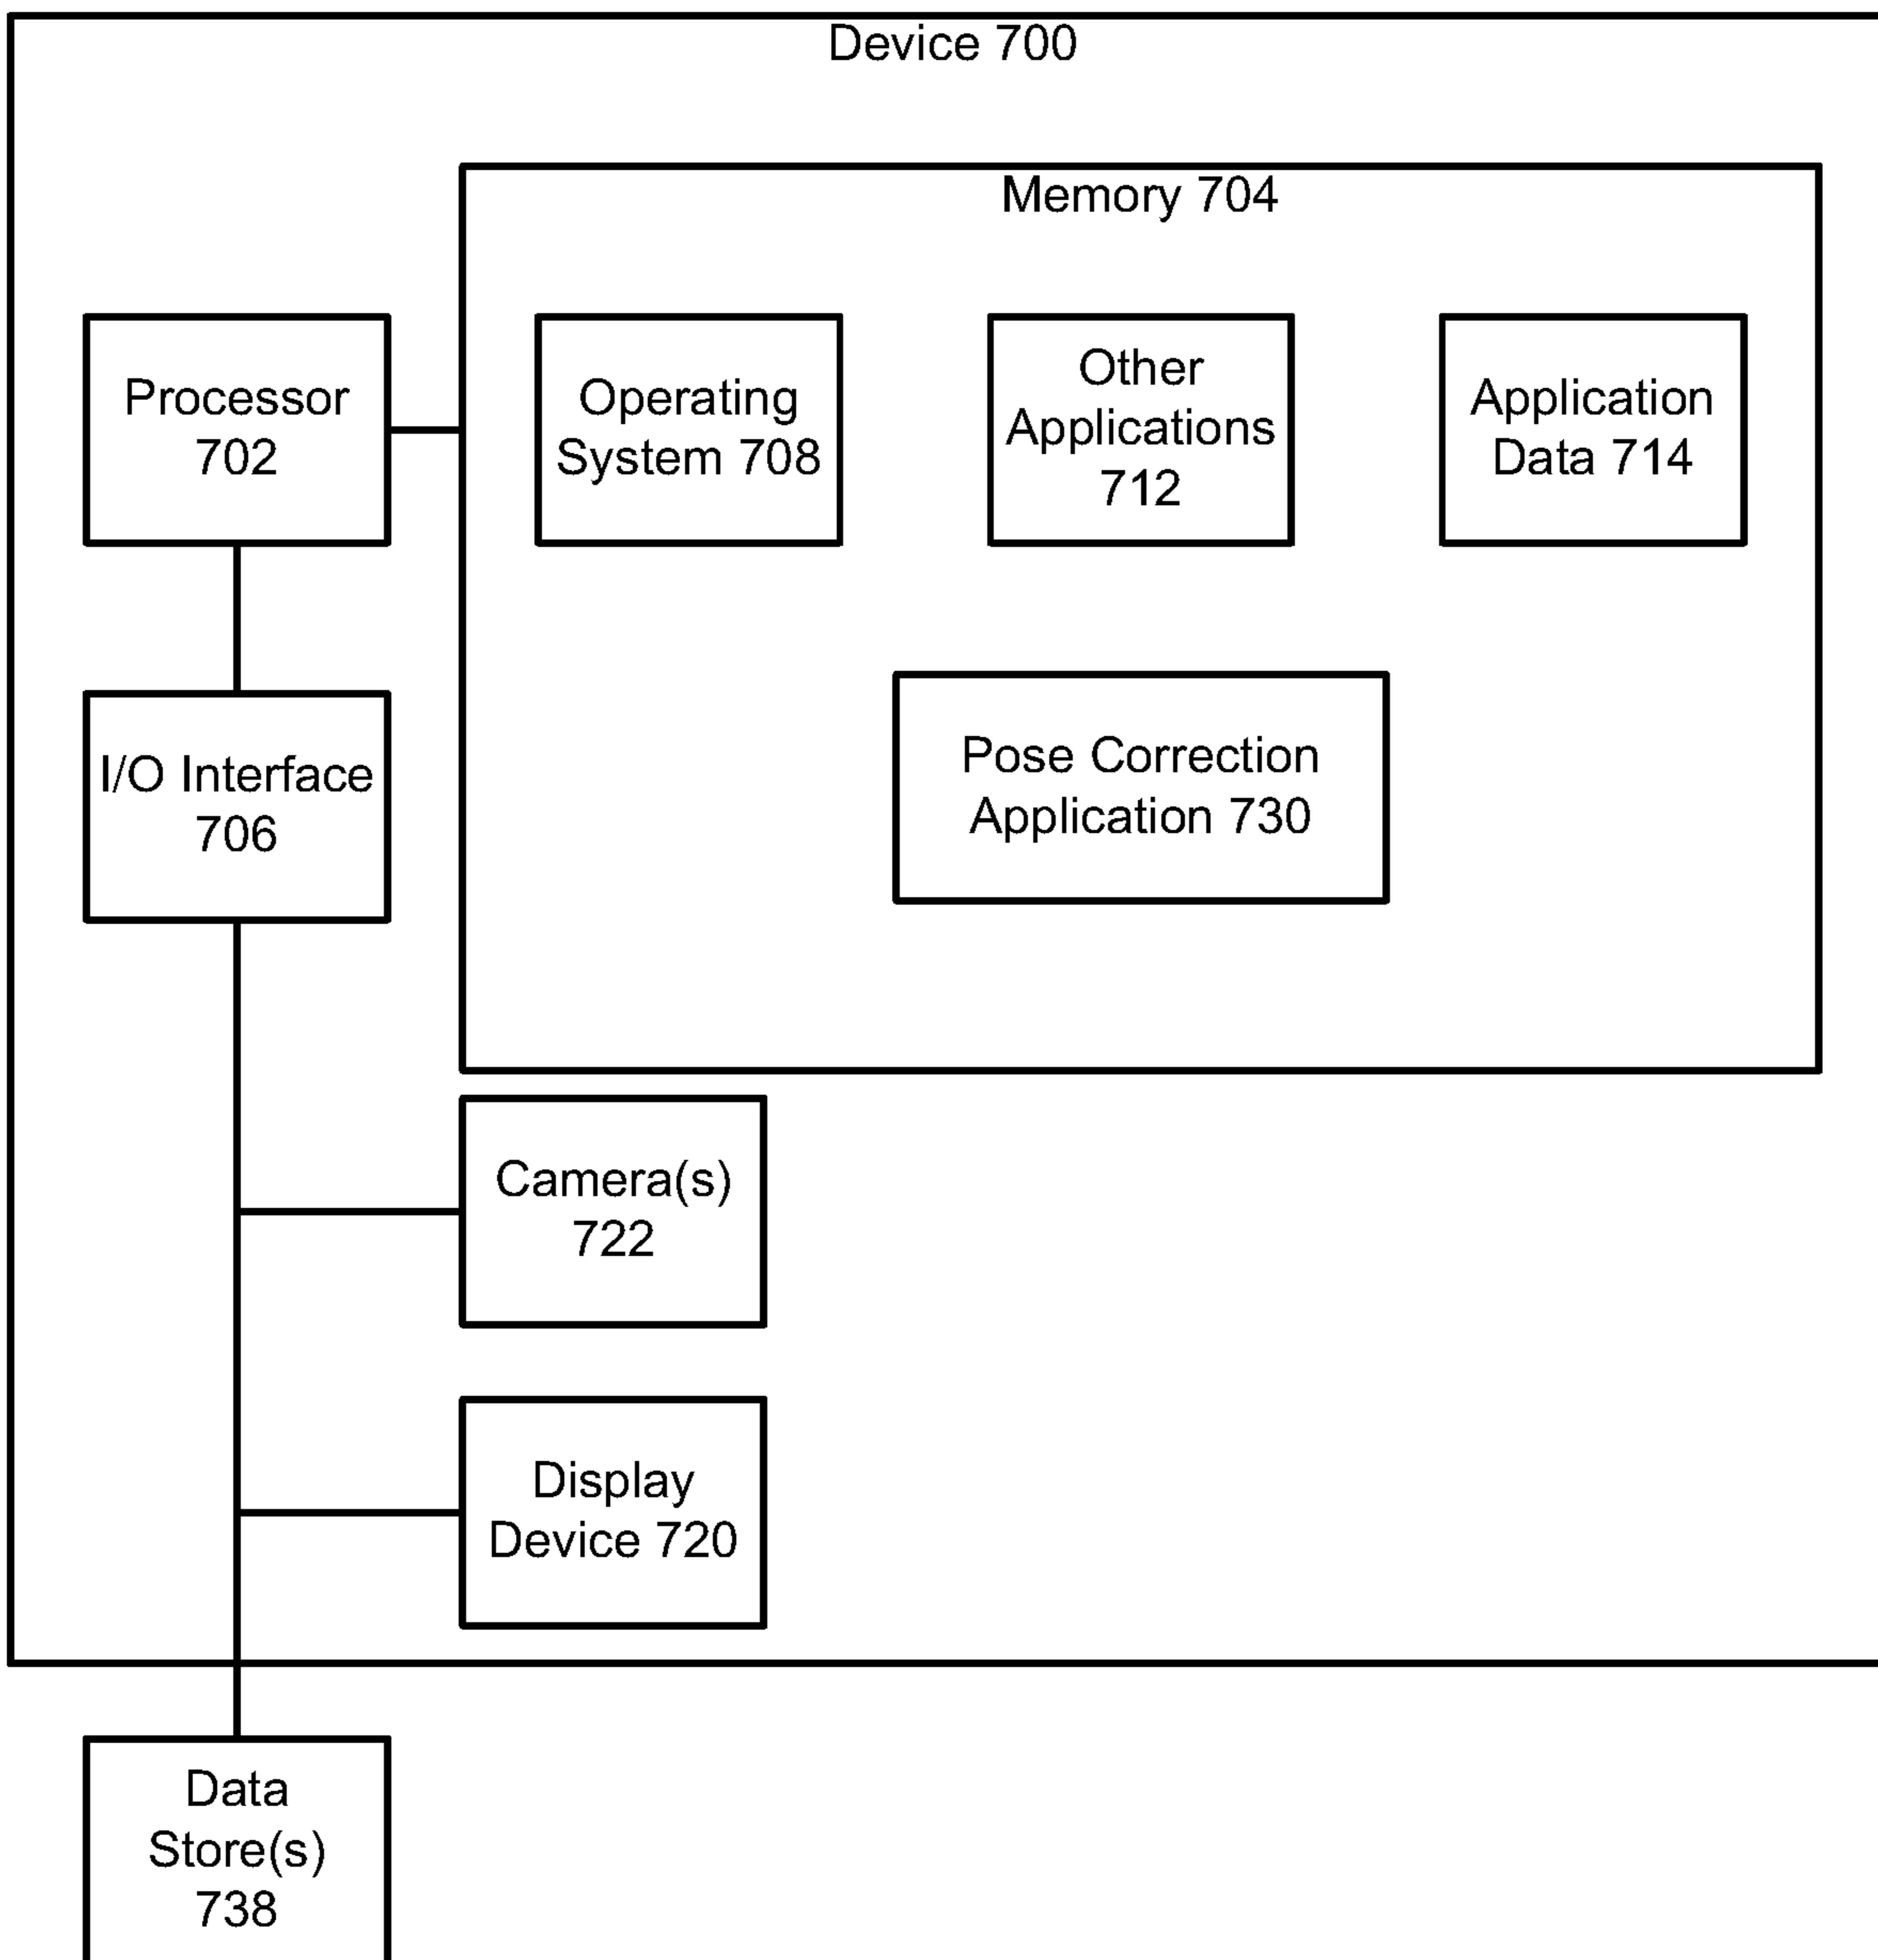 Device 700
Memory 704
Processor
702
Operating
System 708
Other
Applications
712
Application
Data 714
I/O Interface
706
Pose Correction
Application 730
Camera(s)
722
Display
Device 720
Data
Store(s)
738